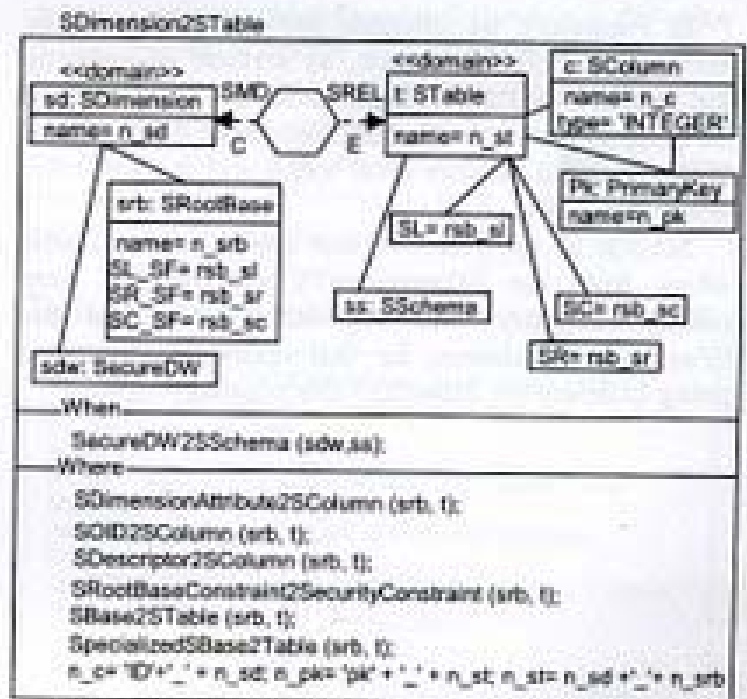 SDimension2STable
<<domain>>
sd: SDimension
name= n_sd
SMD
C
SREL
E
<<domain>>
t: STable
name= n_st
c: SColumn
name= n_c
type= 'INTEGER'
Pk: PrimaryKey
name=n_pk
srb: SRootBase
name= n_srb
SL_SF= rsb_sl
SR_SF= rsb_sr
SC_SF= rsb_sc
SL= rsb_sl
ss: SSchema
SC= rsb_sc
SR= rsb_sr
sdw: SecureDW
When
SecureDW2SSchema (sdw,ss);
Where
SDimensionAttribute2SColumn (srb, t);
SOID2SColumn (srb, t);
SDescriptor2SColumn (srb, t);
SRootBaseConstraint2SecurityConstraint (srb, t);
SBase2STable (srb, t);
SpecializedSBase2Table (srb, t);
n_c= 'ID'+'_' + n_sd; n_pk= 'pk' + '_' + n_st; n_st= n_sd +'_'+ n_srb